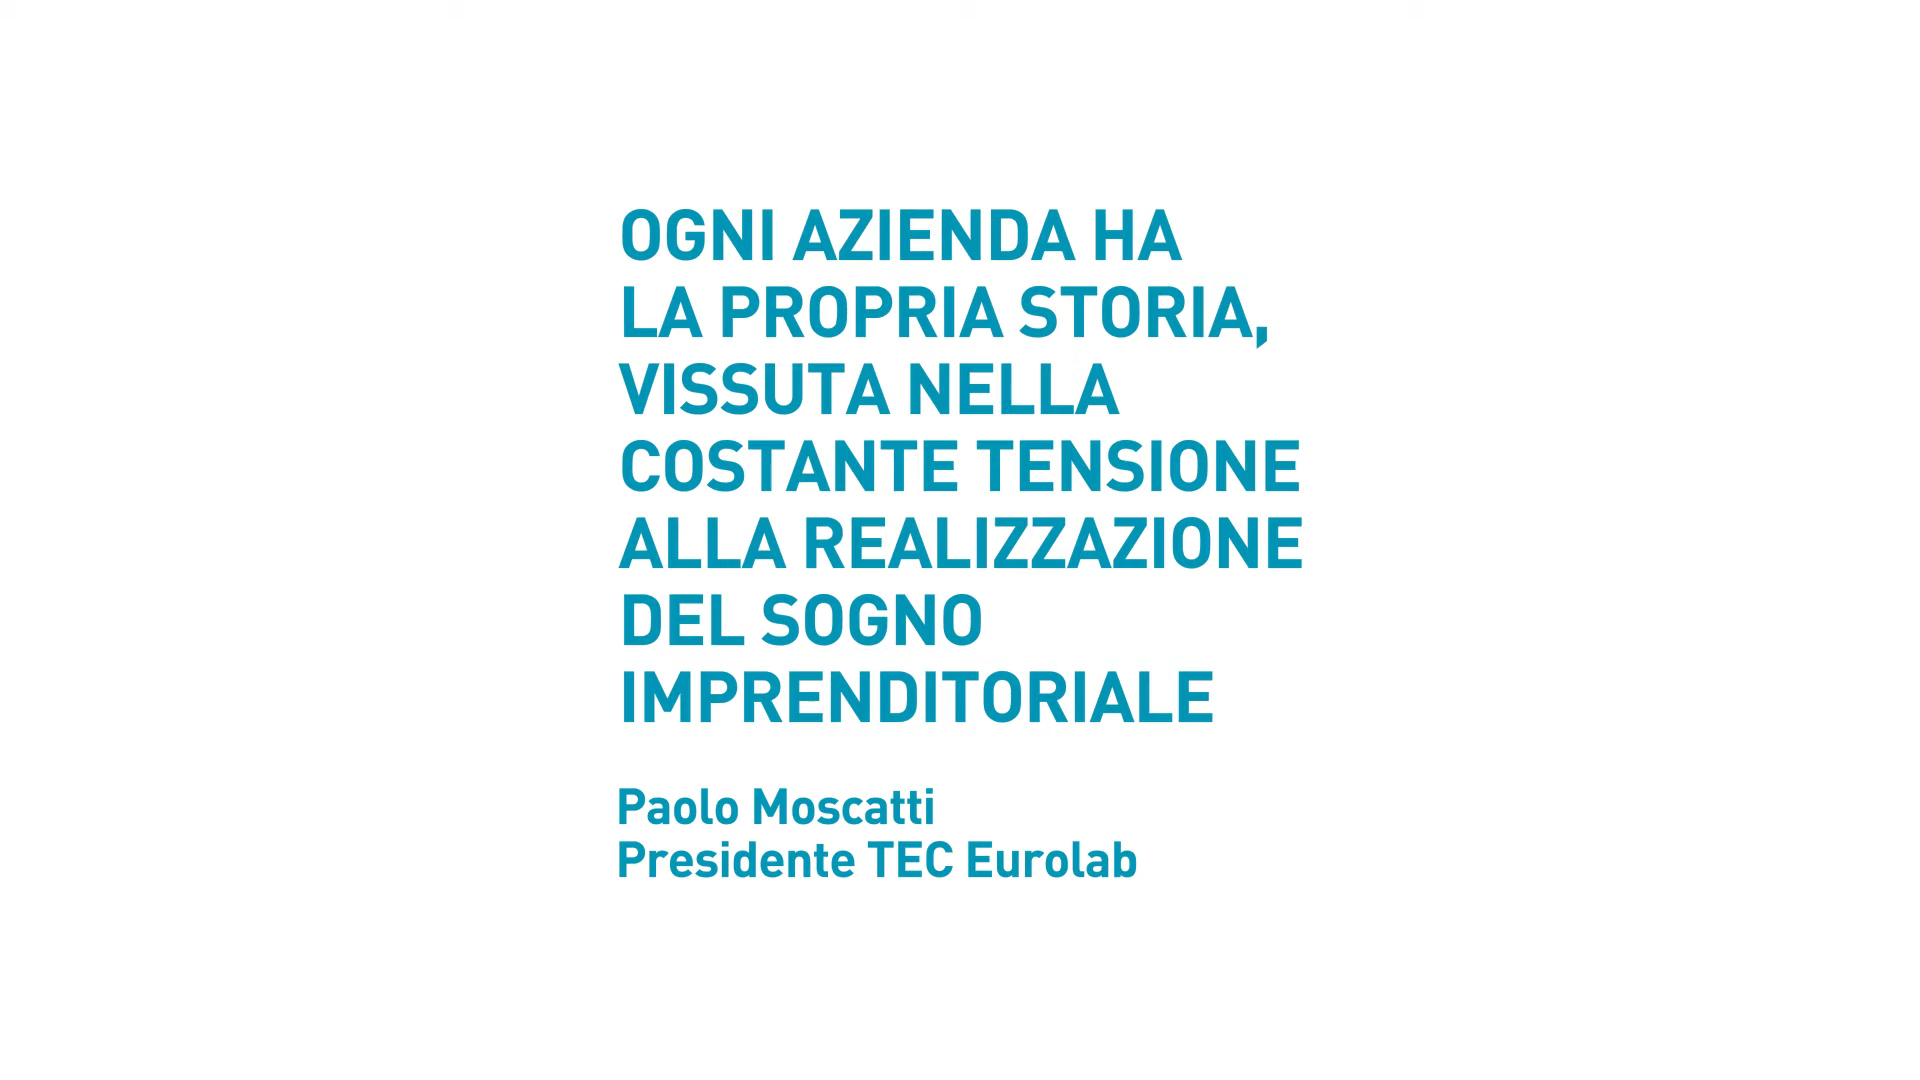 OGNI AZIENDA HA
LA PROPRIA STORIA,
VISSUTA NELLA
COSTANTE TENSIONE
ALLA REALIZZAZIONE
DEL SOGNO
IMPRENDITORIALE
Paolo Moscatti
Presidente TEC Eurolab